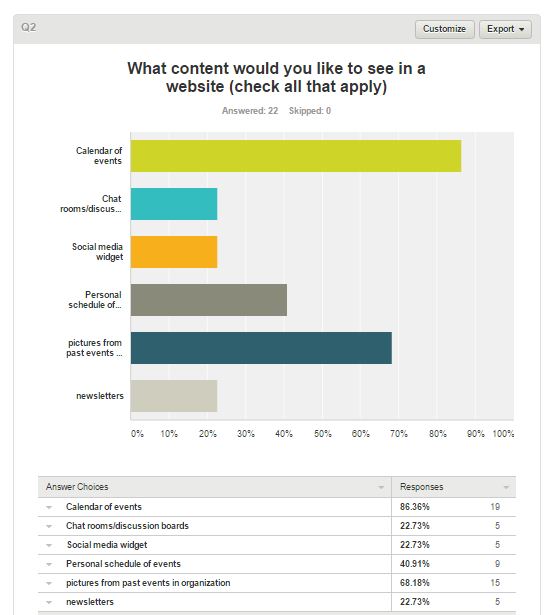 Q2
Customize
Export
What content would you like to see in a
website (check all that apply)
Answered: 22 Skipped: 0
Calendar of
events
Chat
rooms/discus...
Social media
widget
Personal
schedule of...
pictures from
past events ...
newsletters
0% 10% 20% 30% 40% 50% 60% 70% 80% 90% 100%
Answer Choices Responses
Calendar of events 86.36% 19
Chat rooms/discussion boards 22.73% 5
Social media widget 22.73% 5
Personal schedule of events 40.91% 9
pictures from past events in organization 68.18% 15
newsletters 22.73% 5